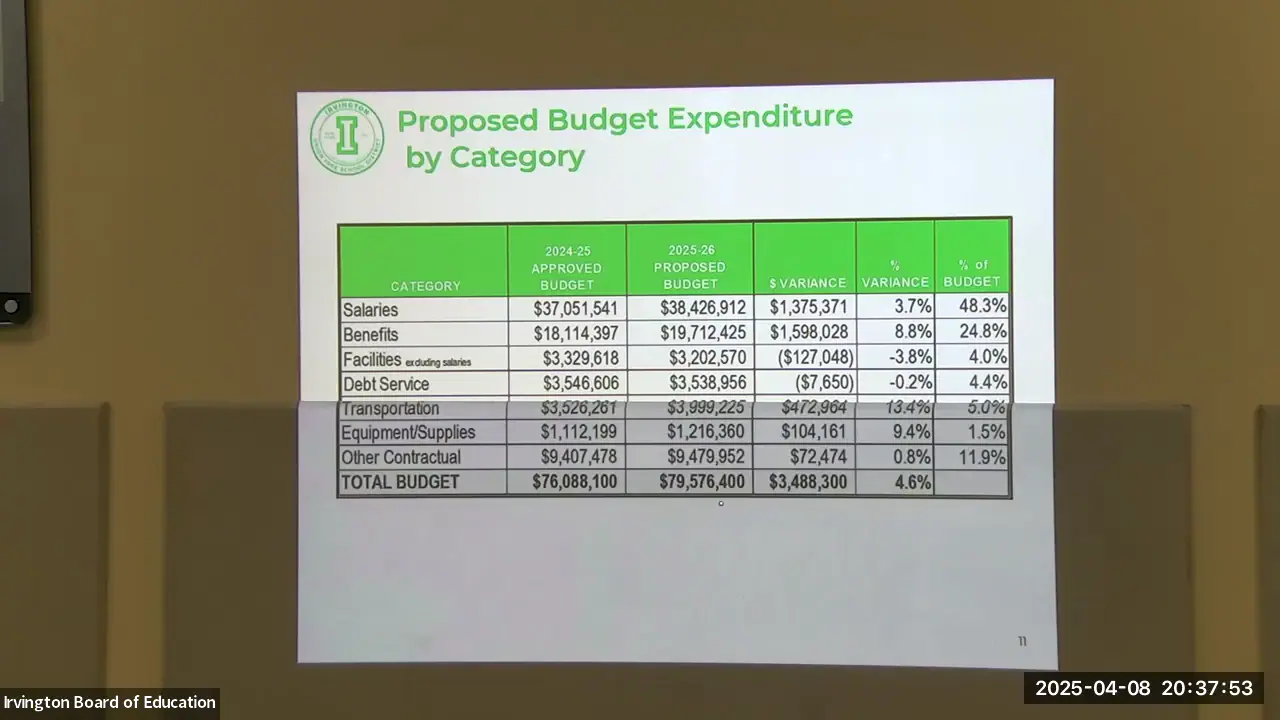 IRVINGTON
I
UNION FREE SCHOOL DISTRICT
Proposed Budget Expenditure
by Category
CATEGORY 2024-25 APPROVED BUDGET 2025-26 PROPOSED BUDGET $ VARIANCE % VARIANCE % of BUDGET
Salaries $37,051,541 $38,426,912 $1,375,371 3.7% 48.3%
Benefits $18,114,397 $19,712,425 $1,598,028 8.8% 24.8%
Facilities excluding salaries $3,329,618 $3,202,570 ($127,048) -3.8% 4.0%
Debt Service $3,546,606 $3,538,956 ($7,650) -0.2% 4.4%
Transportation $3,526,261 $3,999,225 $472,964 13.4% 5.0%
Equipment/Supplies $1,112,199 $1,216,360 $104,161 9.4% 1.5%
Other Contractual $9,407,478 $9,479,952 $72,474 0.8% 11.9%
TOTAL BUDGET $76,088,100 $79,576,400 $3,488,300 4.6%
11
2025-04-08 20:37:53
Irvington Board of Education